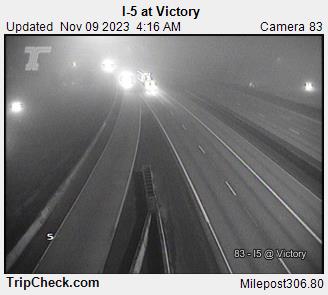 I-5 at Victory
Updated Nov 09 2023 4:16 AM Camera 83
T
S
83 - I5 @ Victory
TripCheck.com Milepost306.80